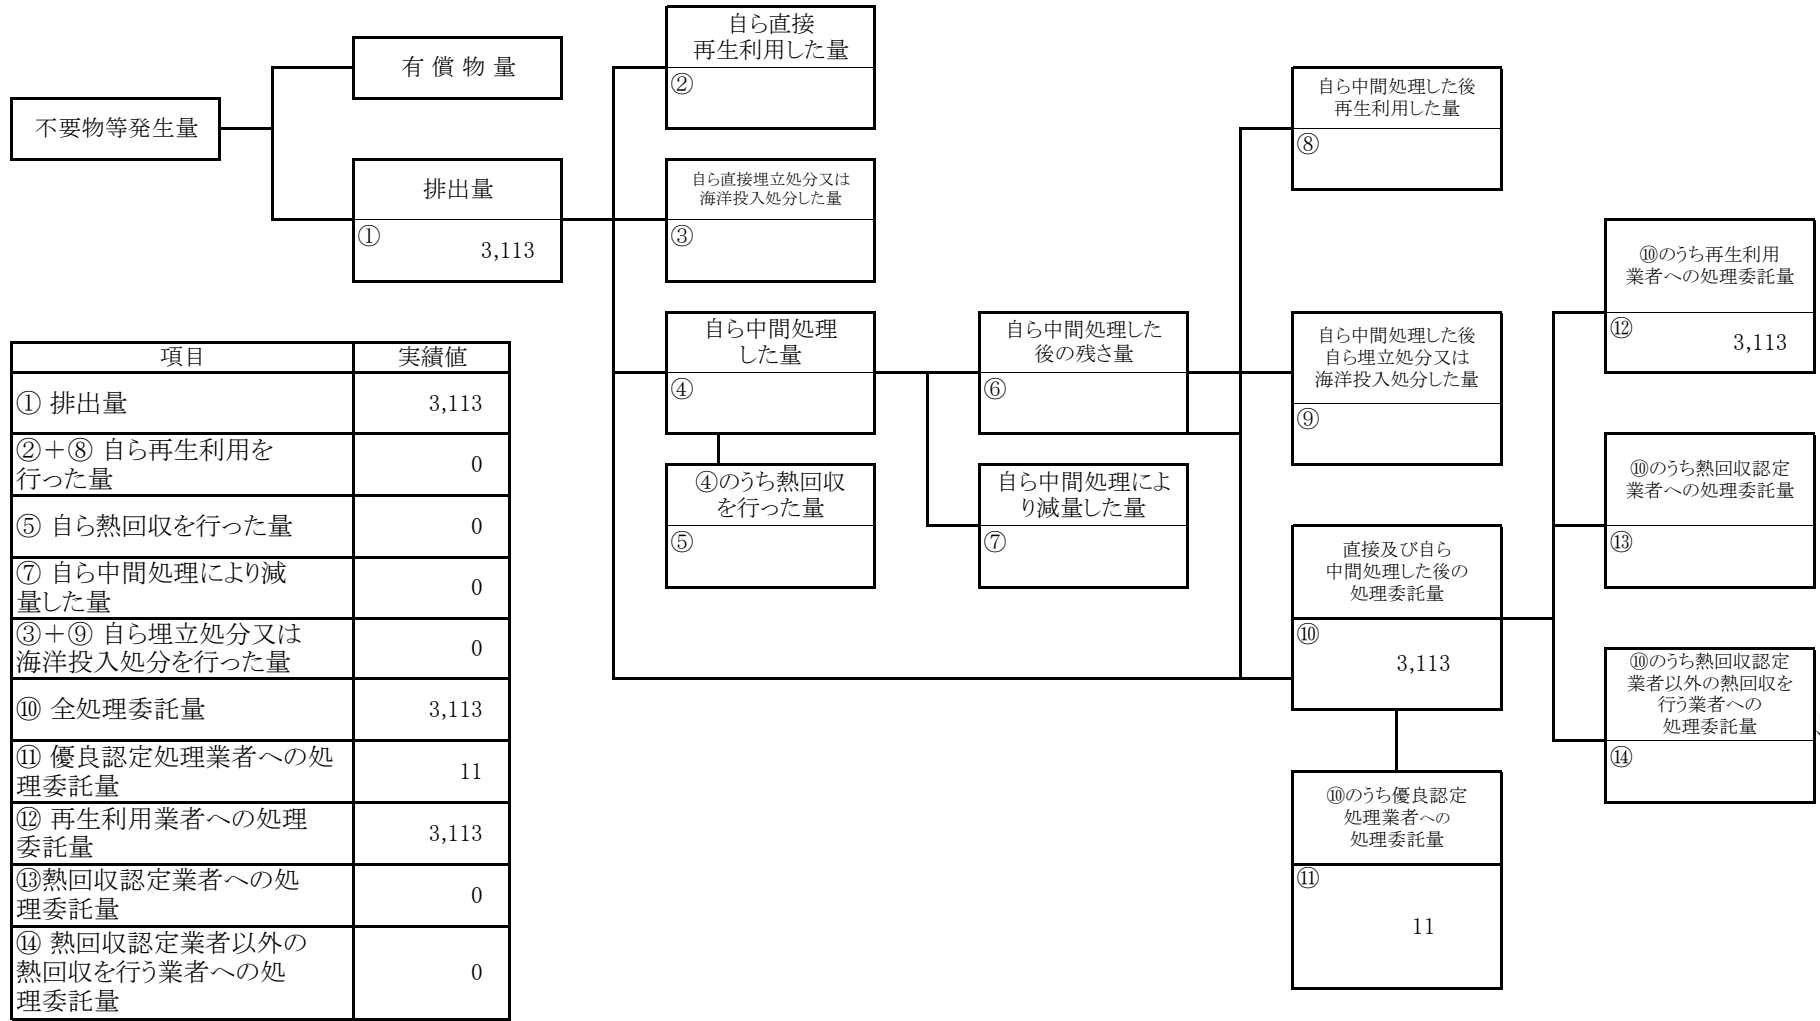 不要物等発生量
有 償 物 量
排出量
①
3,113
自ら直接
再生利用した量
②
自ら直接埋立処分又は
海洋投入処分した量
③
自ら中間処理
した量
④
④のうち熱回収
を行った量
⑤
自ら中間処理した
後の残さ量
⑥
自ら中間処理によ
り減量した量
⑦
自ら中間処理した後
再生利用した量
⑧
自ら中間処理した後
自ら埋立処分又は
海洋投入処分した量
⑨
直接及び自ら
中間処理した後の
処理委託量
⑩
3,113
⑩のうち優良認定
処理業者への
処理委託量
⑪
11
⑩のうち再生利用
業者への処理委託量
⑫
3,113
⑩のうち熱回収認定
業者への処理委託量
⑬
⑩のうち熱回収認定
業者以外の熱回収を
行う業者への
処理委託量
⑭
項目 実績値
① 排出量 3,113
②＋⑧ 自ら再生利用を
行った量 0
⑤ 自ら熱回収を行った量 0
⑦ 自ら中間処理により減
量した量 0
③＋⑨ 自ら埋立処分又は
海洋投入処分を行った量 0
⑩ 全処理委託量 3,113
⑪ 優良認定処理業者への処
理委託量 11
⑫ 再生利用業者への処理
委託量 3,113
⑬熱回収認定業者への処
理委託量 0
⑭ 熱回収認定業者以外の
熱回収を行う業者への処
理委託量 0